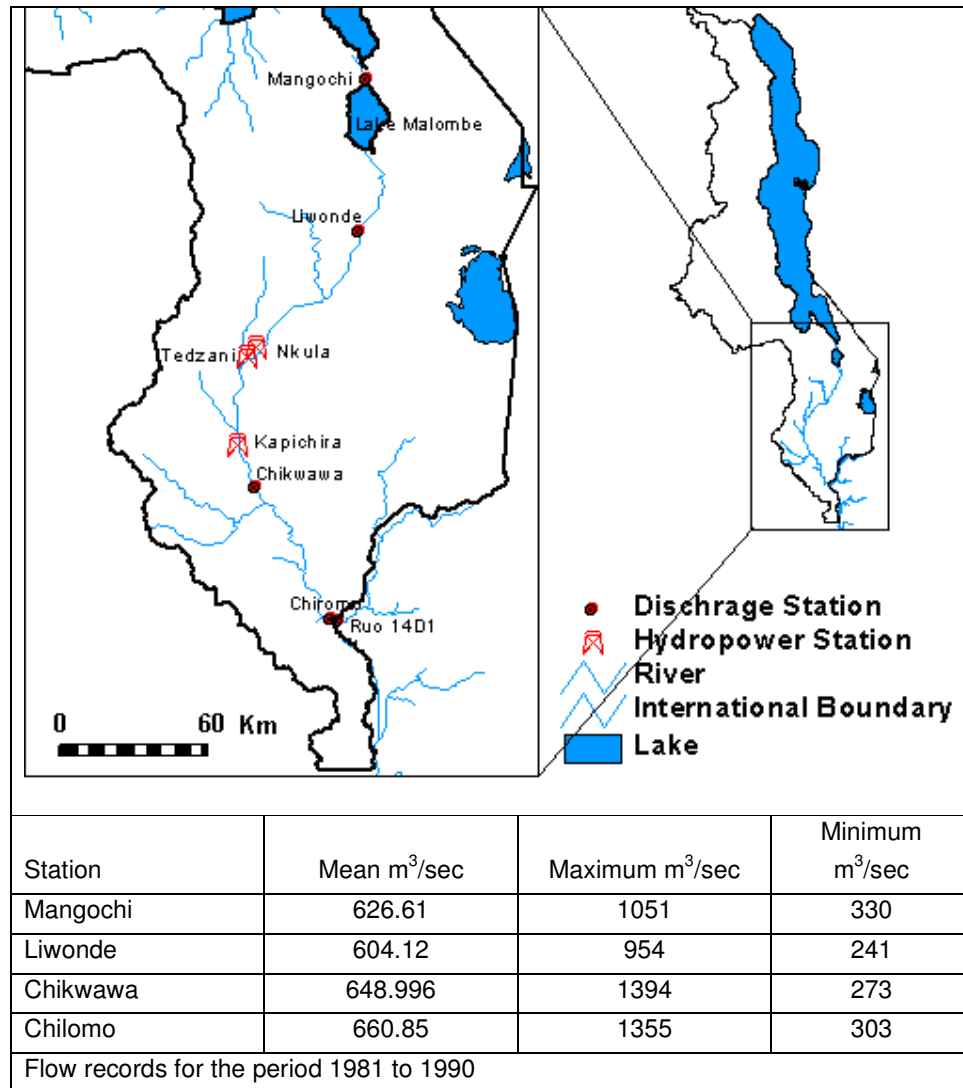 Mangochi
Lake Malombe
Liwonde
Tedzani
Nkula
Kapichira
Chikwawa
Chiromo
Ruo 14D1
0 60 Km
Dischrage Station
Hydropower Station
River
International Boundary
Lake
Station Mean m³/sec Maximum m³/sec Minimum m³/sec
Mangochi 626.61 1051 330
Liwonde 604.12 954 241
Chikwawa 648.996 1394 273
Chilomo 660.85 1355 303
Flow records for the period 1981 to 1990